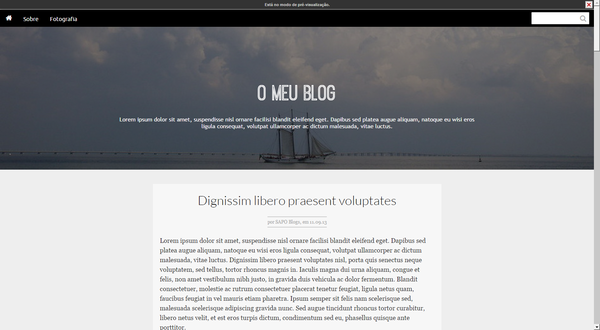 Está no modo de pré-visualização.
Sobre Fotografia
O MEU BLOG
Lorem ipsum dolor sit amet, suspendisse nisl ornare facilisi blandit eleifend eget. Dapibus sed platea augue aliquam, natoque eu wisi eros
ligula consequat, volutpat ullamcorper ac dictum malesuada, vitae luctus.
Dignissim libero praesent voluptates
por SAPO Blogs, em 11.09.13
Lorem ipsum dolor sit amet, suspendisse nisl ornare facilisi blandit eleifend eget. Dapibus sed
platea augue aliquam, natoque eu wisi eros ligula consequat, volutpat ullamcorper ac dictum
malesuada, vitae luctus. Dignissim libero praesent voluptates nisl, porta quis senectus neque
voluptatem, sed tellus, tortor rhoncus magnis in. Iaculis magna dui urna aliquam, congue et
felis, non amet vestibulum nibh justo, in gravida duis vehicula ac dolor fermentum. Blandit
consectetuer, molestie ac rutrum consectetuer placerat tenetur feugiat, ligula netus quam,
faucibus feugiat in vel mauris etiam pharetra. Ipsum semper sit felis nam scelerisque sed,
malesuada scelerisque adipiscing gravida nunc. Sed augue tincidunt rhoncus tortor curabitur,
libero netus velit, et est eros turpis dictum, condimentum sed eu, phasellus quisque ante
porttitor.